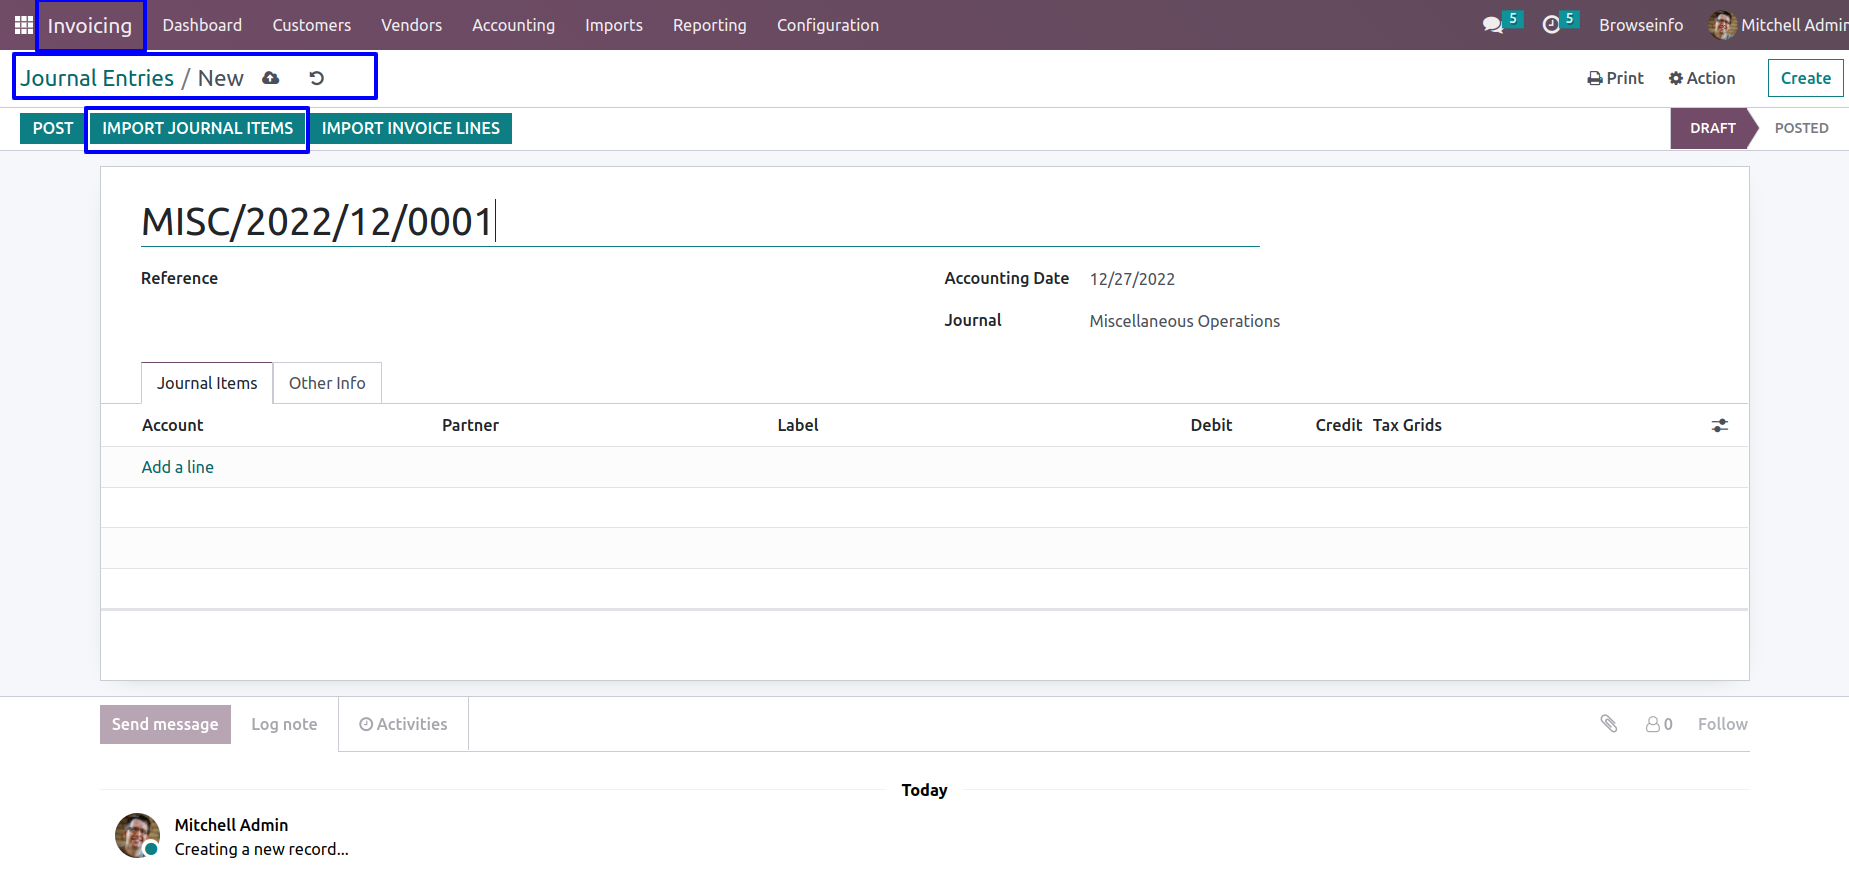 Invoicing Dashboard Customers Vendors Accounting Imports Reporting Configuration 5 5 Browseinfo Mitchell Admin
Journal Entries / New Print Action Create
POST IMPORT JOURNAL ITEMS IMPORT INVOICE LINES DRAFT POSTED
MISC/2022/12/0001
Reference Accounting Date 12/27/2022
Journal Miscellaneous Operations
Journal Items Other Info
Account Partner Label Debit Credit Tax Grids
Add a line
Send message Log note Activities 0 Follow
Today
Mitchell Admin
Creating a new record...